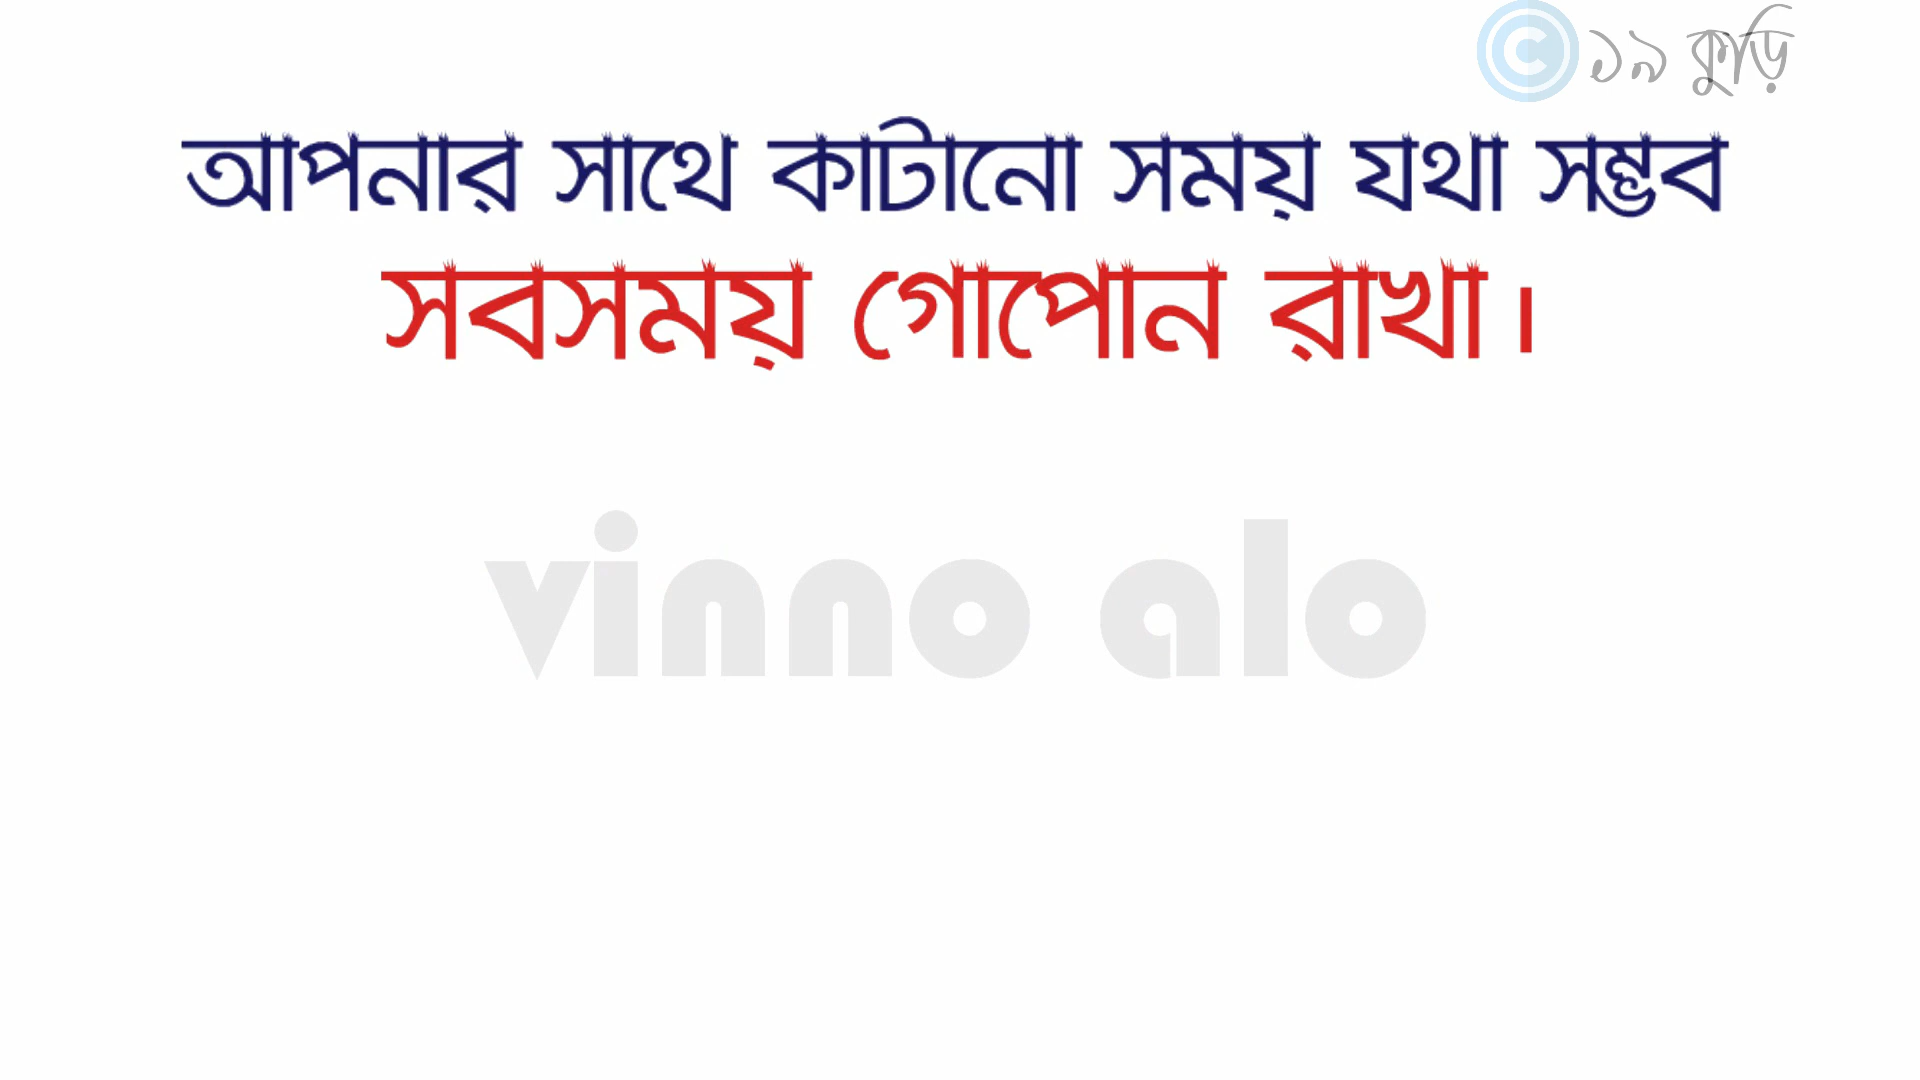 © ১৯ কুড়ি
আপনার সাথে কাটানো সময় যথা সম্ভব
সবসময় গোপোন রাখা।
vinno alo